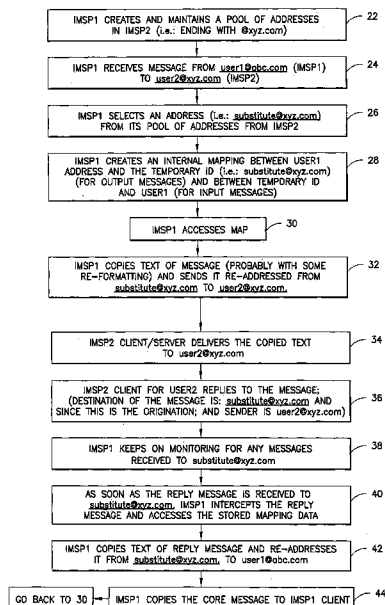 IMSP1 CREATES AND MAINTAINS A POOL OF ADDRESSES
IN IMSP2 (i.e.: ENDING WITH @xyz.com)
22
IMSP1 RECEIVES MESSAGE FROM user1@abc.com (IMSP1)
TO user2@xyz.com (IMSP2)
24
IMSP1 SELECTS AN ADDRESS (i.e.: substitute@xyz.com)
FROM ITS POOL OF ADDRESSES FROM IMSP2
26
IMSP1 CREATES AN INTERNAL MAPPING BETWEEN USER1
ADDRESS AND THE TEMPORARY ID (i.e.: substitute@xyz.com)
(FOR OUTPUT MESSAGES) AND BETWEEN TEMPORARY ID
AND USER1 (FOR INPUT MESSAGES)
28
IMSP1 ACCESSES MAP
30
IMSP1 COPIES TEXT OF MESSAGE (PROBABLY WITH SOME
RE-FORMATTING) AND SENDS IT RE-ADDRESSED FROM
substitute@xyz.com TO user2@xyz.com.
32
IMSP2 CLIENT/SERVER DELIVERS THE COPIED TEXT
TO user2@xyz.com
34
IMSP2 CLIENT FOR USER2 REPLIES TO THE MESSAGE;
(DESTINATION OF THE MESSAGE IS: substitute@xyz.com AND
SINCE THIS IS THE ORIGINATION; AND SENDER IS user2@xyz.com)
36
IMSP1 KEEPS ON MONITORING FOR ANY MESSAGES
RECEIVED TO substitute@xyz.com
38
AS SOON AS THE REPLY MESSAGE IS RECEIVED TO
substitute@xyz.com, IMSP1 INTERCEPTS THE REPLY
MESSAGE AND ACCESSES THE STORED MAPPING DATA
40
IMSP1 COPIES TEXT OF REPLY MESSAGE AND RE-ADDRESSES
IT FROM substitute@xyz.com, TO user1@abc.com
42
GO BACK TO 30
IMSP1 COPIES THE CORE MESSAGE TO IMSP1 CLIENT
44